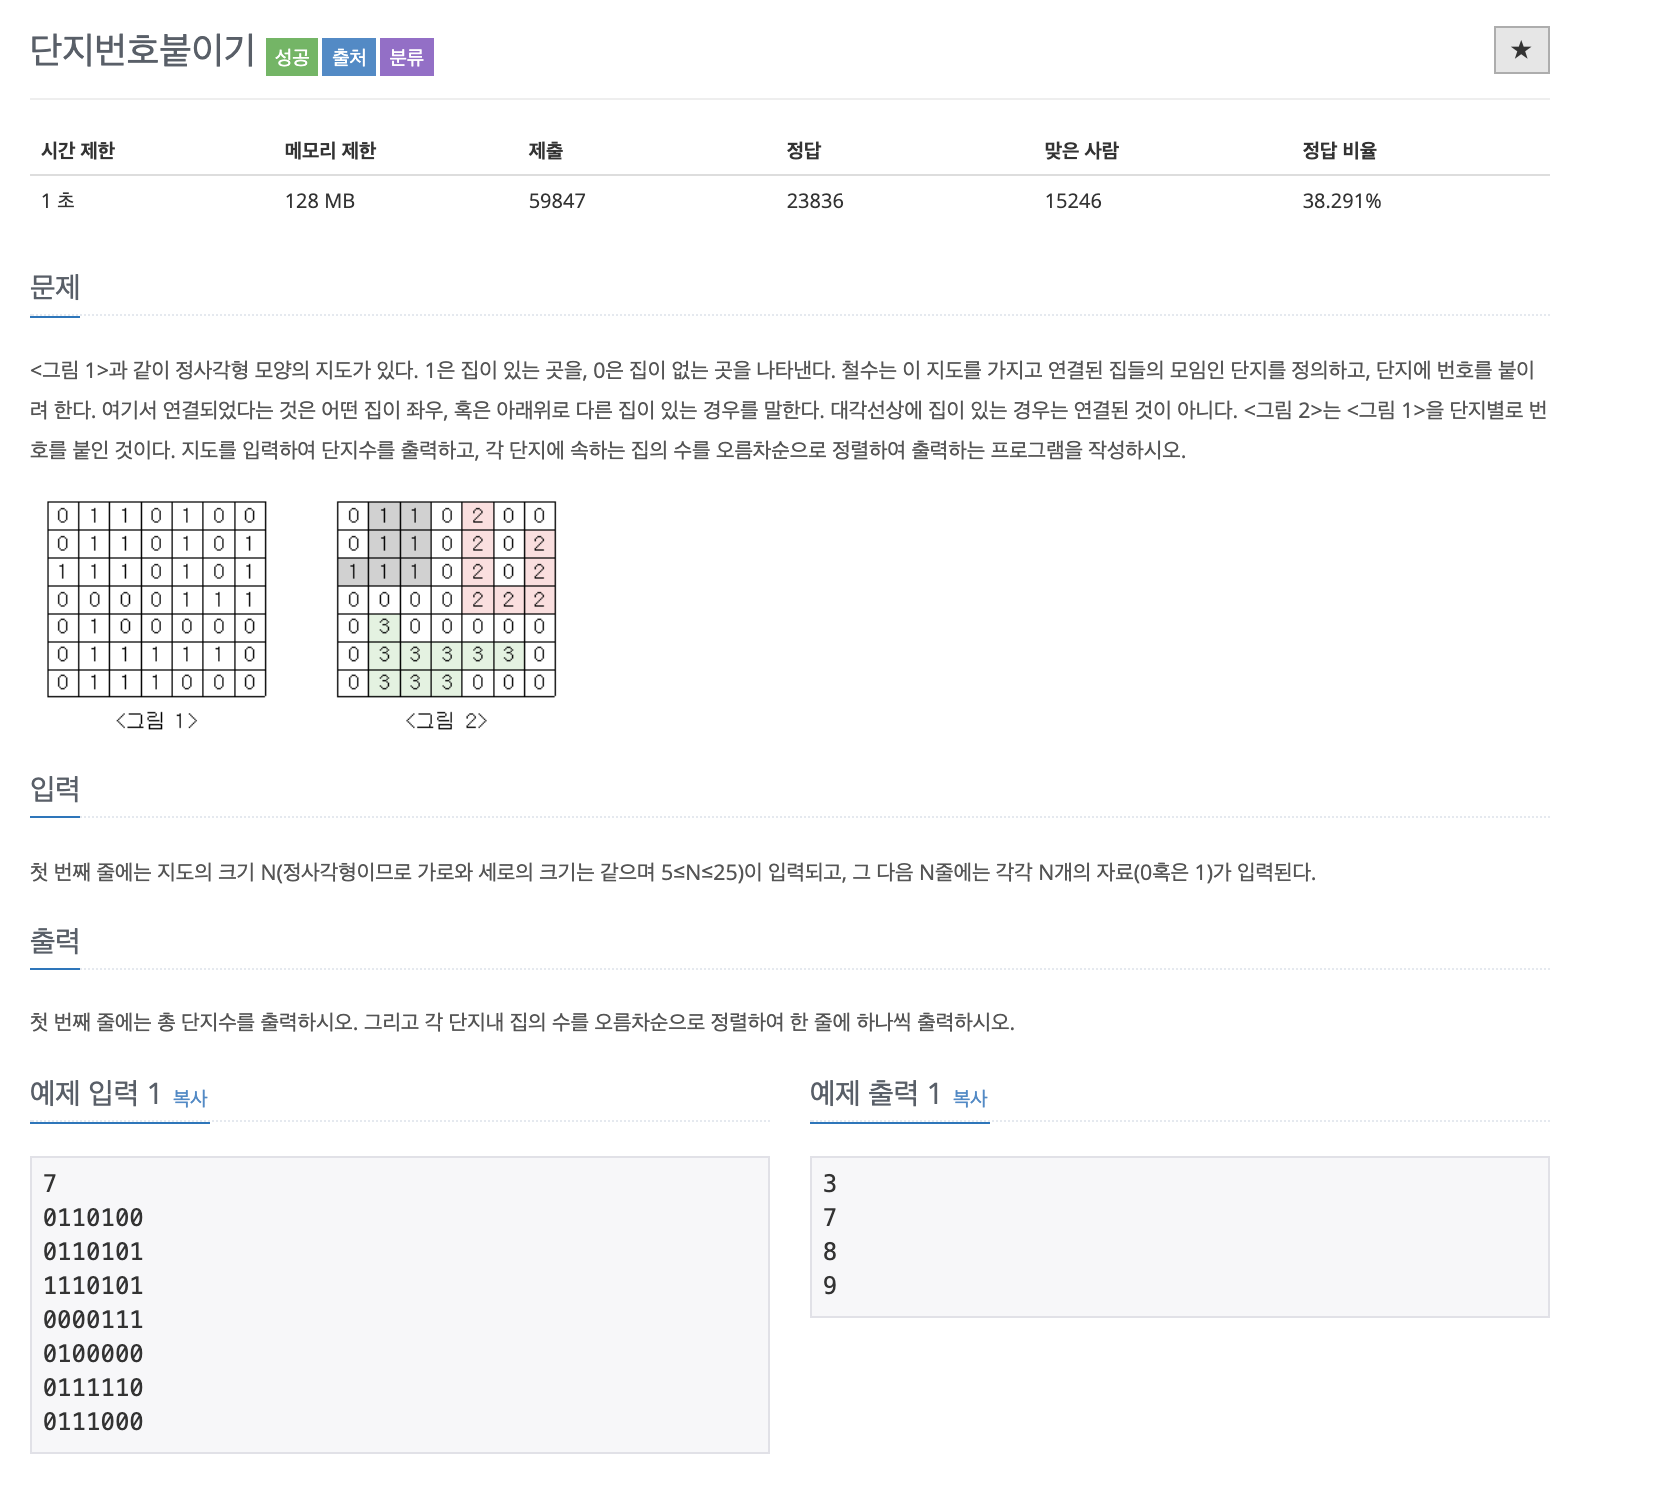 단지번호붙이기 성공 출처 분류
★
시간 제한 메모리 제한 제출 정답 맞은 사람 정답 비율
1 초 128 MB 59847 23836 15246 38.291%
문제
<그림 1>과 같이 정사각형 모양의 지도가 있다. 1은 집이 있는 곳을, 0은 집이 없는 곳을 나타낸다. 철수는 이 지도를 가지고 연결된 집들의 모임인 단지를 정의하고, 단지에 번호를 붙이
려 한다. 여기서 연결되었다는 것은 어떤 집이 좌우, 혹은 아래위로 다른 집이 있는 경우를 말한다. 대각선상에 집이 있는 경우는 연결된 것이 아니다. <그림 2>는 <그림 1>을 단지별로 번
호를 붙인 것이다. 지도를 입력하여 단지수를 출력하고, 각 단지에 속하는 집의 수를 오름차순으로 정렬하여 출력하는 프로그램을 작성하시오.
0 1 1 0 1 0 0
0 1 1 0 1 0 1
1 1 1 0 1 0 1
0 0 0 0 1 1 1
0 1 0 0 0 0 0
0 1 1 1 1 1 0
0 1 1 1 0 0 0
<그림 1>
0 1 1 0 2 0 0
0 1 1 0 2 0 2
1 1 1 0 2 0 2
0 0 0 0 2 2 2
0 3 0 0 0 0 0
0 3 3 3 3 3 0
0 3 3 3 0 0 0
<그림 2>
입력
첫 번째 줄에는 지도의 크기 N(정사각형이므로 가로와 세로의 크기는 같으며 5≤N≤25)이 입력되고, 그 다음 N줄에는 각각 N개의 자료(0혹은 1)가 입력된다.
출력
첫 번째 줄에는 총 단지수를 출력하시오. 그리고 각 단지내 집의 수를 오름차순으로 정렬하여 한 줄에 하나씩 출력하시오.
예제 입력 1 복사
7
0110100
0110101
1110101
0000111
0100000
0111110
0111000
예제 출력 1 복사
3
7
8
9